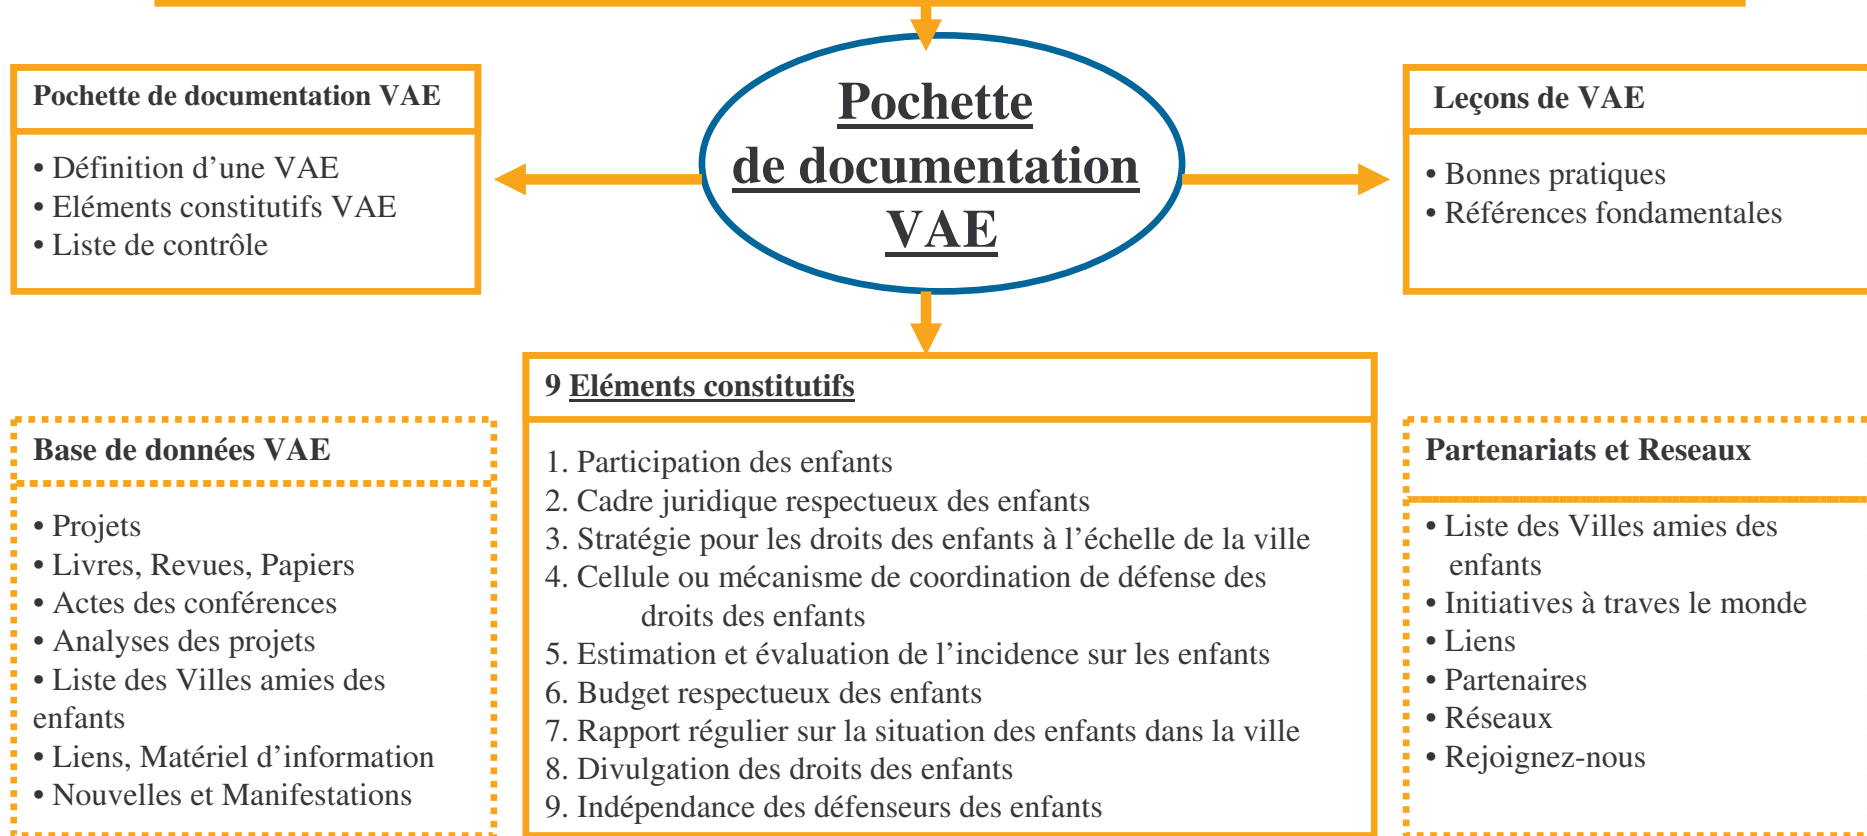 Pochette
de documentation
VAE
Pochette de documentation VAE
• Définition d’une VAE
• Eléments constitutifs VAE
• Liste de contrôle
Leçons de VAE
• Bonnes pratiques
• Références fondamentales
9 Eléments constitutifs
1. Participation des enfants
2. Cadre juridique respectueux des enfants
3. Stratégie pour les droits des enfants à l’échelle de la ville
4. Cellule ou mécanisme de coordination de défense des
droits des enfants
5. Estimation et évaluation de l’incidence sur les enfants
6. Budget respectueux des enfants
7. Rapport régulier sur la situation des enfants dans la ville
8. Divulgation des droits des enfants
9. Indépendance des défenseurs des enfants
Base de données VAE
• Projets
• Livres, Revues, Papiers
• Actes des conférences
• Analyses des projets
• Liste des Villes amies des
enfants
• Liens, Matériel d’information
• Nouvelles et Manifestations
Partenariats et Reseaux
• Liste des Villes amies des
enfants
• Initiatives à traves le monde
• Liens
• Partenaires
• Réseaux
• Rejoignez-nous